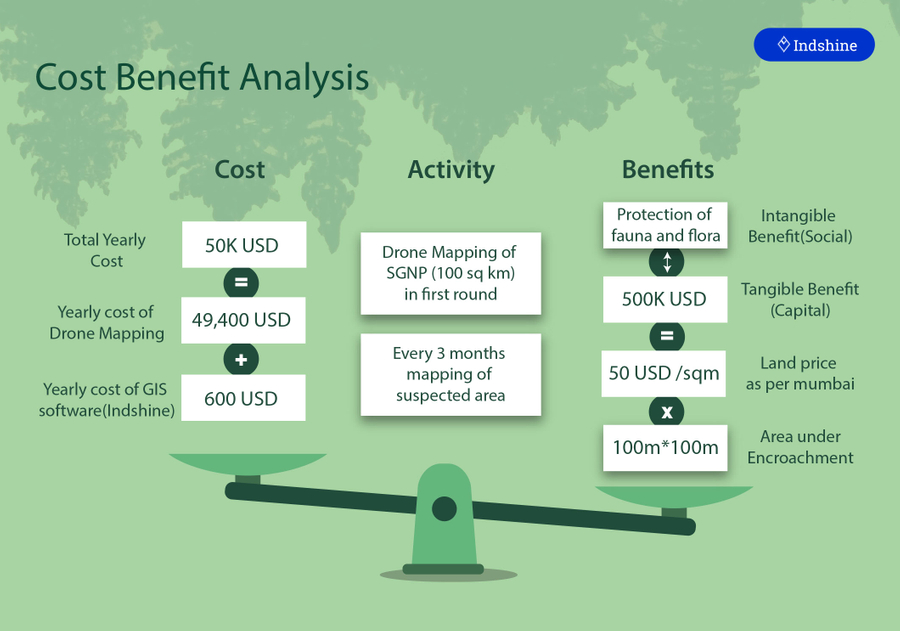 Indshine
Cost Benefit Analysis
Cost
Total Yearly
Cost
50K USD
=
Yearly cost of
Drone Mapping
49,400 USD
+
Yearly cost of GIS
software(Indshine)
600 USD
Activity
Drone Mapping of
SGNP (100 sq km)
in first round
Every 3 months
mapping of
suspected area
Benefits
Protection of
fauna and flora
Intangible
Benefit(Social)
500K USD
Tangible Benefit
(Capital)
=
50 USD /sqm
Land price
as per mumbai
x
100m*100m
Area under
Encroachment